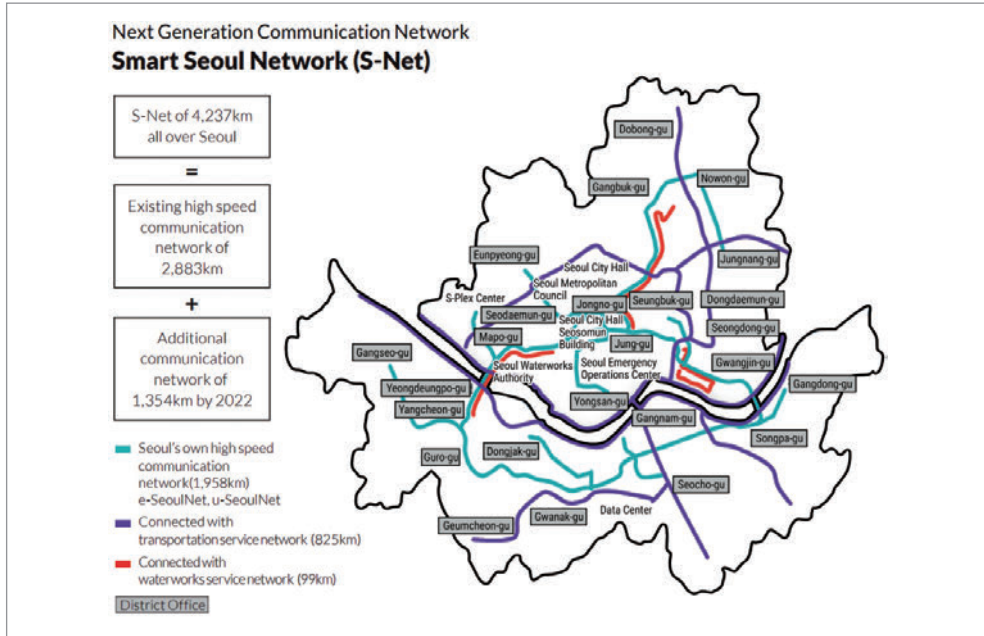 Next Generation Communication Network
Smart Seoul Network (S-Net)
S-Net of 4,237km
all over Seoul
=
Existing high speed
communication
network of
2,883km
+
Additional
communication
network of
1,354km by 2022
Seoul's own high speed
communication
network(1,958km)
e-SeoulNet, u-SeoulNet
Connected with
transportation service network (825km)
Connected with
waterworks service network (99km)
District Office
Dobong-gu
Nowon-gu
Gangbuk-gu
Eunpyeong-gu
Jungnang-gu
Seoul City Hall
Seoul Metropolitan
Council
S-Plex Center
Jongno-gu
Seungbuk-gu
Dongdaemun-gu
Seodaemun-gu
Seoul City Hall
Seosomun
Building
Seongdong-gu
Mapo-gu
Jung-gu
Gangseo-gu
Seoul Waterworks
Authority
Seoul Emergency
Operations Center
Gwangjin-gu
Yeongdeungpo-gu
Gangdong-gu
Yangcheon-gu
Yongsan-gu
Gangnam-gu
Songpa-gu
Guro-gu
Dongjak-gu
Seocho-gu
Geumcheon-gu
Gwanak-gu
Data Center